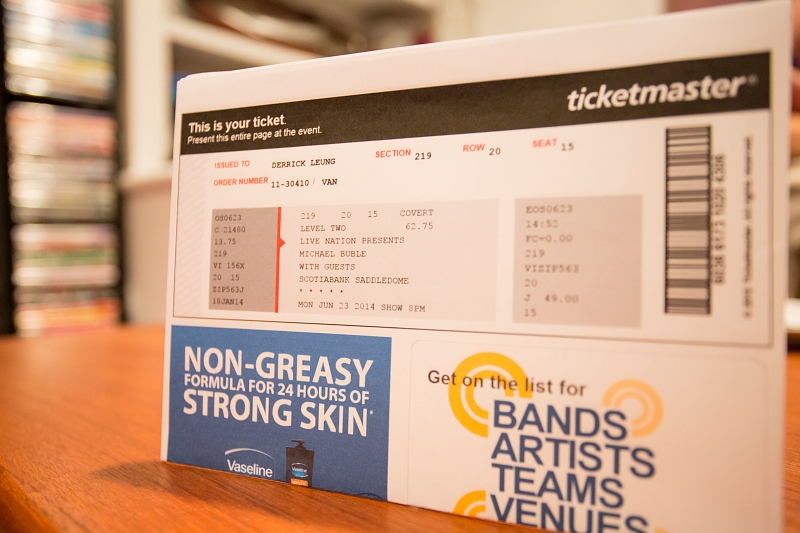 ticketmaster®
This is your ticket.
Present this entire page at the event.
ISSUED TO DERRICK LEUNG SECTION 219 ROW 20 SEAT 15
ORDER NUMBER 11-30410 / VAN
OS0623
C 21480
13.75
219
VI 156X
20 15
ZIP563J
18JAN14
219 20 15 COVERT
LEVEL TWO 62.75
LIVE NATION PRESENTS
MICHAEL BUBLE
WITH GUESTS
SCOTIABANK SADDLEDOME
* * * * *
MON JUN 23 2014 SHOW 8PM
EOS0623
14:52
FC=0.00
219
VIZIP563
20
J 49.00
15
NON-GREASY
FORMULA FOR 24 HOURS OF
STRONG SKIN*
Vaseline
Get on the list for
BANDS
ARTISTS
TEAMS
VENUES